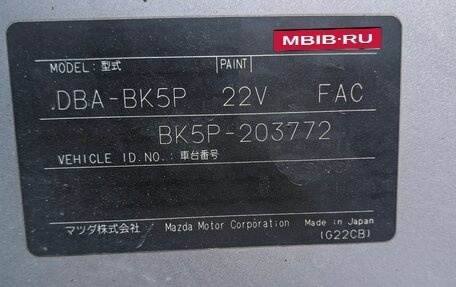 MBIB·RU
MODEL: 型式 PAINT
DBA-BK5P 22V FAC
BK5P-203772
VEHICLE ID.NO.: 車台番号
マツダ株式会社 Mazda Motor Corporation Made in Japan
(G22CB)